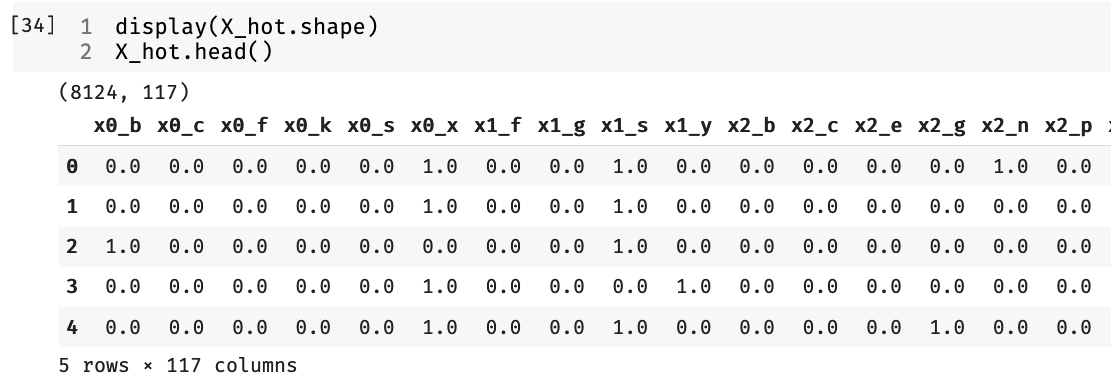 [34] 1 display(X_hot.shape)
2 X_hot.head()
(8124, 117)
x0_b x0_c x0_f x0_k x0_s x0_x x1_f x1_g x1_s x1_y x2_b x2_c x2_e x2_g x2_n x2_p
0 0.0 0.0 0.0 0.0 0.0 1.0 0.0 0.0 1.0 0.0 0.0 0.0 0.0 0.0 1.0 0.0
1 0.0 0.0 0.0 0.0 0.0 1.0 0.0 0.0 1.0 0.0 0.0 0.0 0.0 0.0 0.0 0.0
2 1.0 0.0 0.0 0.0 0.0 0.0 0.0 0.0 1.0 0.0 0.0 0.0 0.0 0.0 0.0 0.0
3 0.0 0.0 0.0 0.0 0.0 1.0 0.0 0.0 0.0 1.0 0.0 0.0 0.0 0.0 0.0 0.0
4 0.0 0.0 0.0 0.0 0.0 1.0 0.0 0.0 1.0 0.0 0.0 0.0 0.0 1.0 0.0 0.0
5 rows × 117 columns